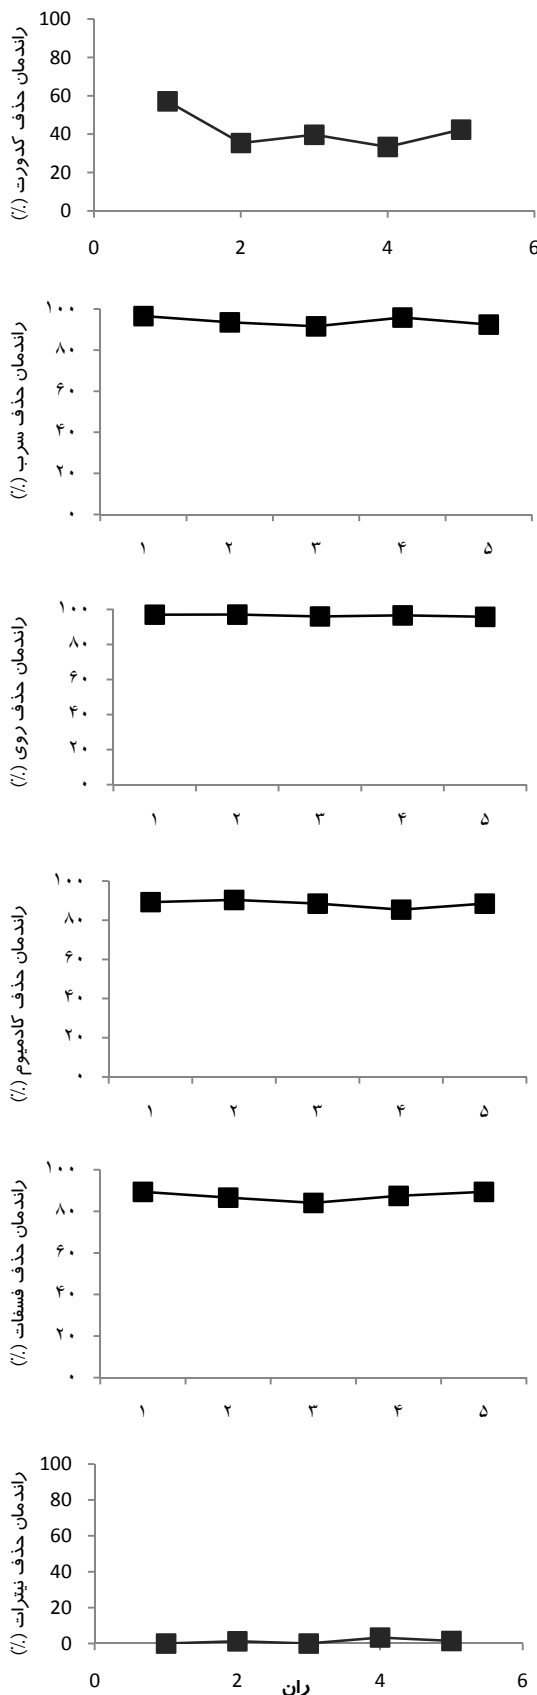 راندمان حذف کدورت (٪)
100
80
60
40
20
0
0 2 4 6
راندمان حذف سرب (٪)
۱۰۰
۸۰
۶۰
۴۰
۲۰
۰
۱ ۲ ۳ ۴ ۵
راندمان حذف روی (٪)
۱۰۰
۸۰
۶۰
۴۰
۲۰
۰
۱ ۲ ۳ ۴ ۵
راندمان حذف کادمیوم (٪)
۱۰۰
۸۰
۶۰
۴۰
۲۰
۰
۱ ۲ ۳ ۴ ۵
راندمان حذف فسفات (٪)
۱۰۰
۸۰
۶۰
۴۰
۲۰
۰
۱ ۲ ۳ ۴ ۵
راندمان حذف نیترات (٪)
100
80
60
40
20
0
0 2 4 6
ران